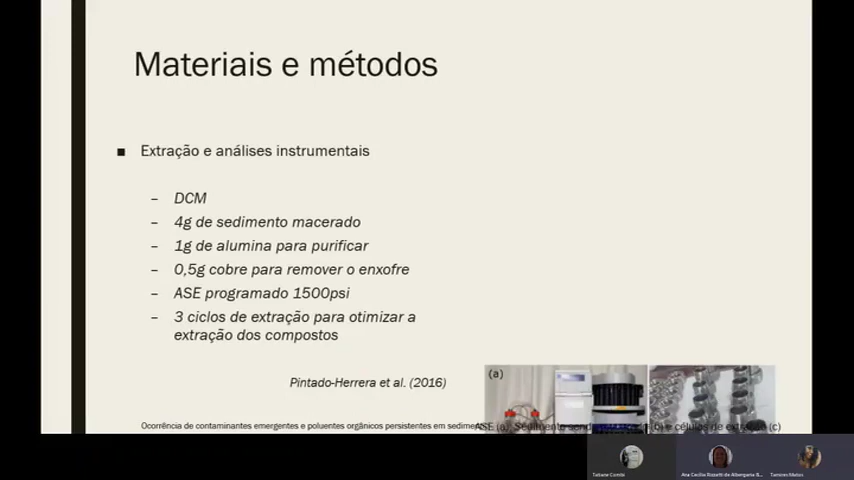 Materiais e métodos
■ Extração e análises instrumentais
– DCM
– 4g de sedimento macerado
– 1g de alumina para purificar
– 0,5g cobre para remover o enxofre
– ASE programado 1500psi
– 3 ciclos de extração para otimizar a
extração dos compostos
Pintado-Herrera et al. (2016)
(a)
Ocorrência de contaminantes emergentes e poluentes orgânicos persistentes em
ASE (a), Sedimento sendo (b) e células de extração (c)
Tatiane Combi
Ana Cecilia Rizzatti de Albergaria B...
Tamires Matos